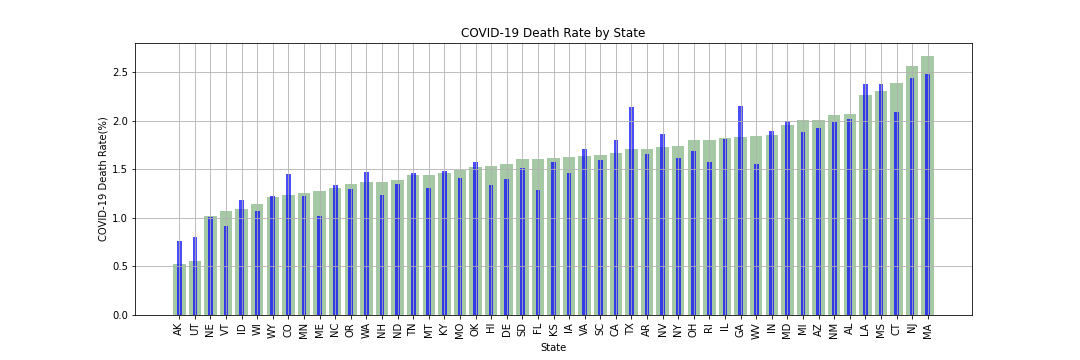 COVID-19 Death Rate by State
COVID-19 Death Rate(%)
2.5
2.0
1.5
1.0
0.5
0.0
AK UT NE VT ID WI WY CO MN ME NC OR WA NH ND TN MT KY MO OK HI DE SD FL KS IA VA SC CA TX AR NV NY OH RI IL GA WV IN MD MI AZ NM AL LA MS CT NJ MA
State